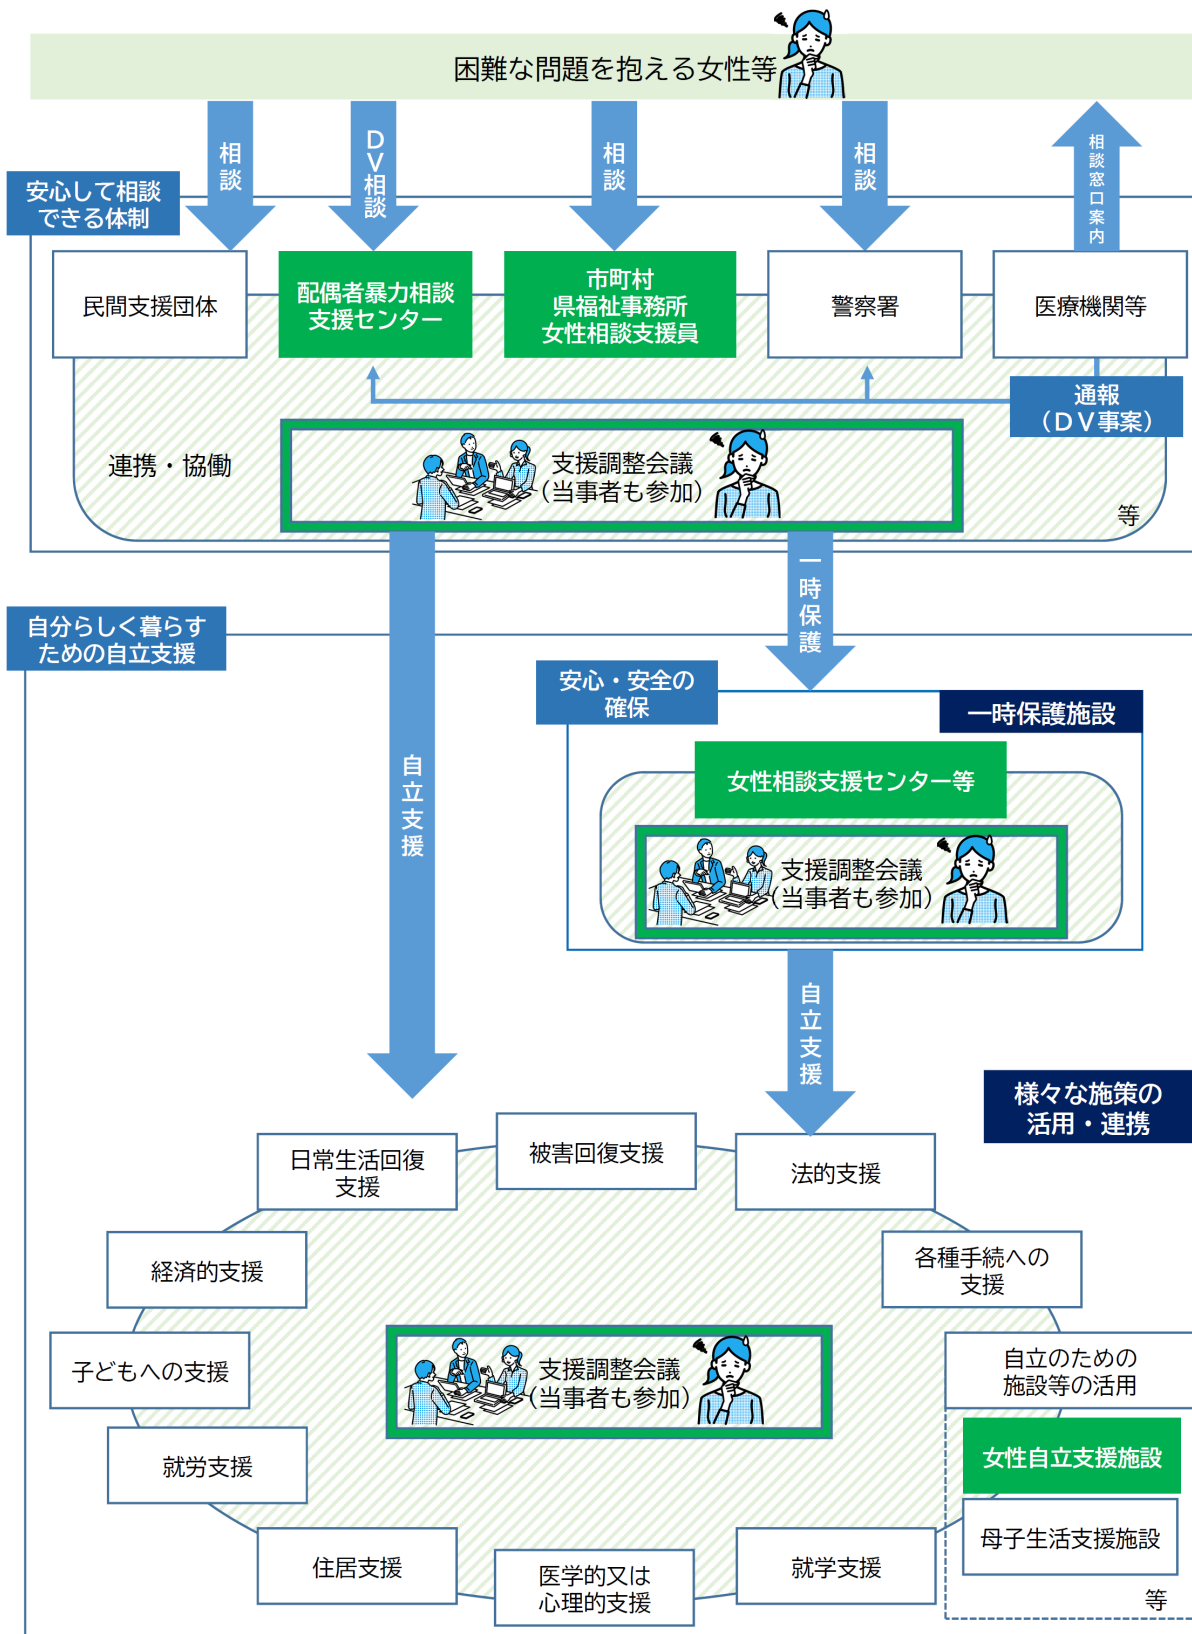 困難な問題を抱える女性等
相談
DV相談
相談
相談
相談窓口案内
安心して相談
できる体制
民間支援団体
配偶者暴力相談
支援センター
市町村
県福祉事務所
女性相談支援員
警察署
医療機関等
通報
（ＤＶ事案）
連携・協働
支援調整会議
（当事者も参加）
等
一時保護
自立支援
自分らしく暮らす
ための自立支援
安心・安全の
確保
一時保護施設
女性相談支援センター等
支援調整会議
（当事者も参加）
自立支援
様々な施策の
活用・連携
日常生活回復
支援
被害回復支援
法的支援
経済的支援
各種手続への
支援
子どもへの支援
支援調整会議
（当事者も参加）
自立のための
施設等の活用
就労支援
女性自立支援施設
母子生活支援施設
等
住居支援
医学的又は
心理的支援
就学支援